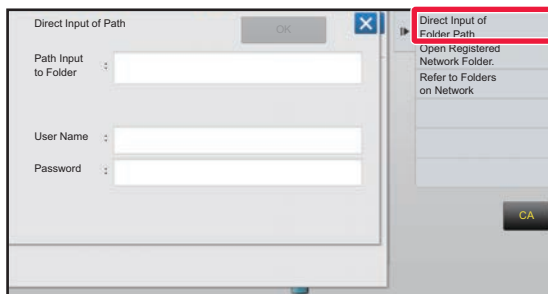 Direct Input of Path
OK
Path Input
to Folder :
User Name :
Password :
Direct Input of
Folder Path
Open Registered
Network Folder.
Refer to Folders
on Network
CA